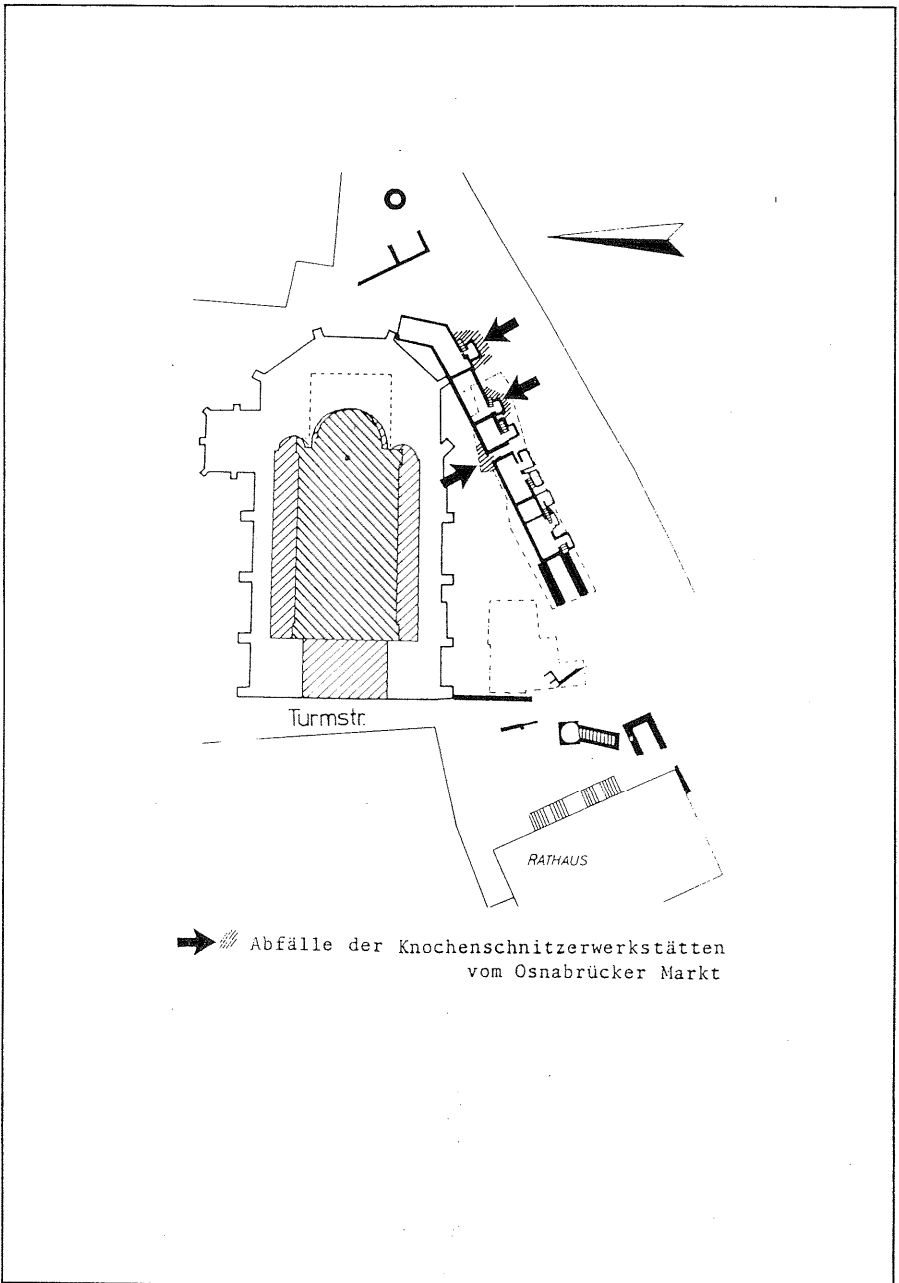 Turmstr.
RATHAUS
Abfälle der Knochenschnitzerwerkstätten
vom Osnabrücker Markt